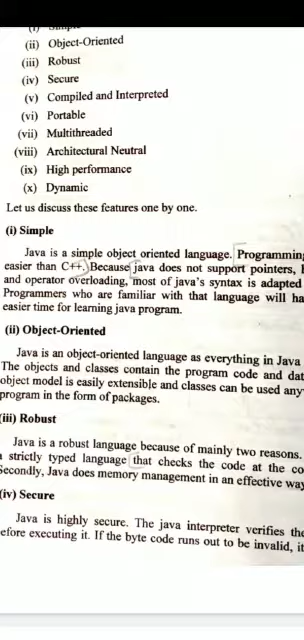 (i) Simple
(ii) Object-Oriented
(iii) Robust
(iv) Secure
(v) Compiled and Interpreted
(vi) Portable
(vii) Multithreaded
(viii) Architectural Neutral
(ix) High performance
(x) Dynamic
Let us discuss these features one by one.
(i) Simple
Java is a simple object oriented language. Programming
easier than C++. Because java does not support pointers,
and operator overloading, most of java's syntax is adapted
Programmers who are familiar with that language will ha
easier time for learning java program.
(ii) Object-Oriented
Java is an object-oriented language as everything in Java
The objects and classes contain the program code and dat
object model is easily extensible and classes can be used any
program in the form of packages.
(iii) Robust
Java is a robust language because of mainly two reasons.
a strictly typed language that checks the code at the co
Secondly, Java does memory management in an effective way
(iv) Secure
Java is highly secure. The java interpreter verifies the
efore executing it. If the byte code runs out to be invalid, it